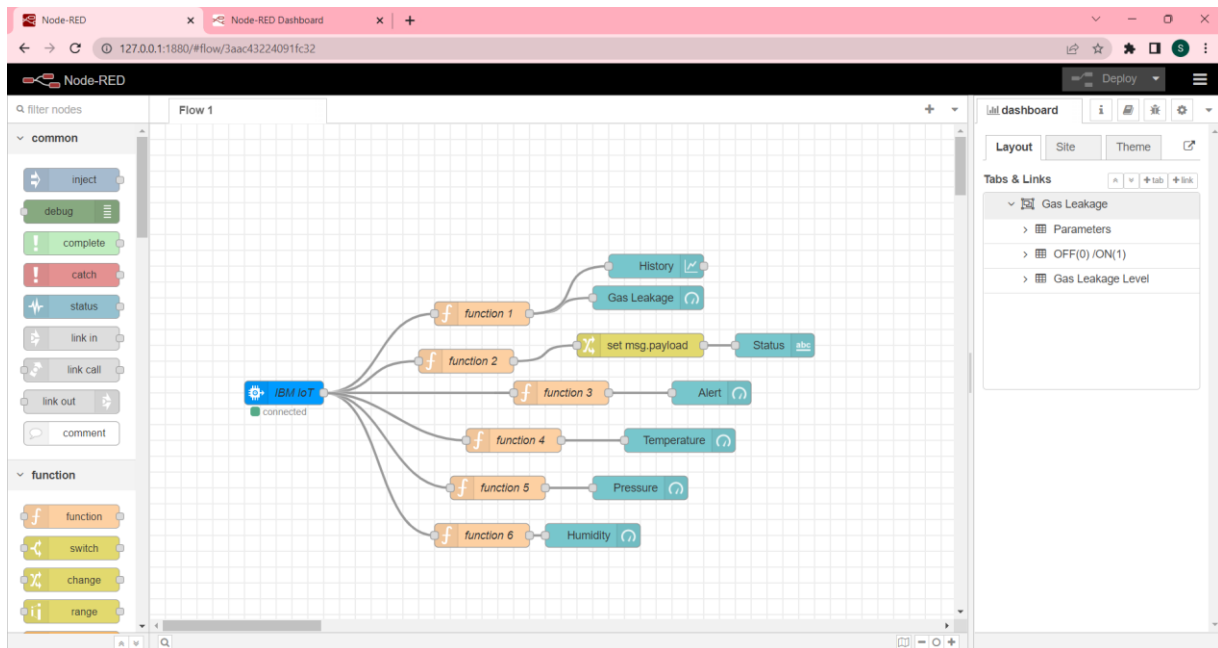 Node-RED
Node-RED Dashboard
127.0.0.1:1880/#flow/3aac43224091fc32
S
Node-RED
Deploy
filter nodes
Flow 1
dashboard
i
common
Layout Site Theme
Tabs & Links
+tab +link
inject
debug
complete
catch
status
link in
link call
link out
comment
function
function
switch
change
range
Gas Leakage
Parameters
OFF(0) /ON(1)
Gas Leakage Level
History
Gas Leakage
function 1
set msg.payload
Status abc
function 2
IBM IoT
connected
function 3
Alert
function 4
Temperature
function 5
Pressure
function 6
Humidity